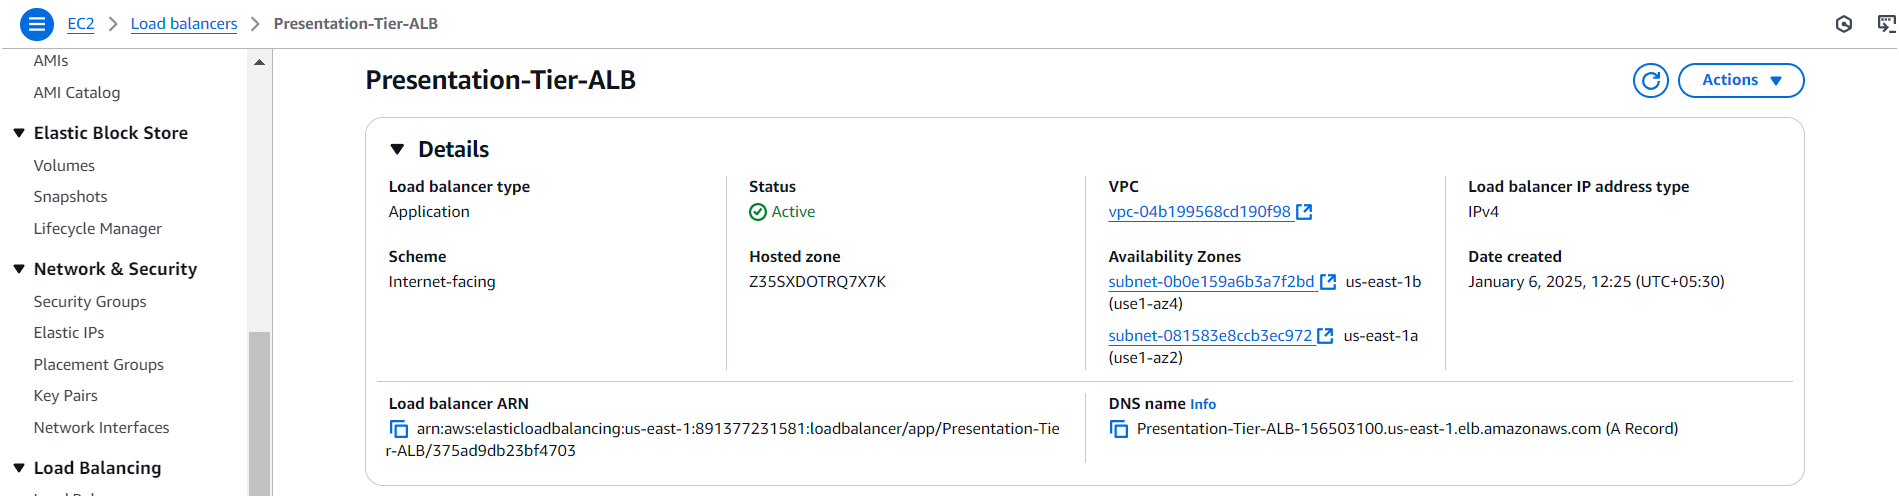 EC2 > Load balancers > Presentation-Tier-ALB
AMIs
AMI Catalog
Elastic Block Store
Volumes
Snapshots
Lifecycle Manager
Network & Security
Security Groups
Elastic IPs
Placement Groups
Key Pairs
Network Interfaces
Load Balancing
Presentation-Tier-ALB
Actions
Details
Load balancer type
Application
Status
Active
VPC
vpc-04b199568cd190f98
Load balancer IP address type
IPv4
Scheme
Internet-facing
Hosted zone
Z35SXDOTRQ7X7K
Availability Zones
subnet-0b0e159a6b3a7f2bd us-east-1b
(use1-az4)
subnet-081583e8ccb3ec972 us-east-1a
(use1-az2)
Date created
January 6, 2025, 12:25 (UTC+05:30)
Load balancer ARN
arn:aws:elasticloadbalancing:us-east-1:891377231581:loadbalancer/app/Presentation-Tie
r-ALB/375ad9db23bf4703
DNS name Info
Presentation-Tier-ALB-156503100.us-east-1.elb.amazonaws.com (A Record)